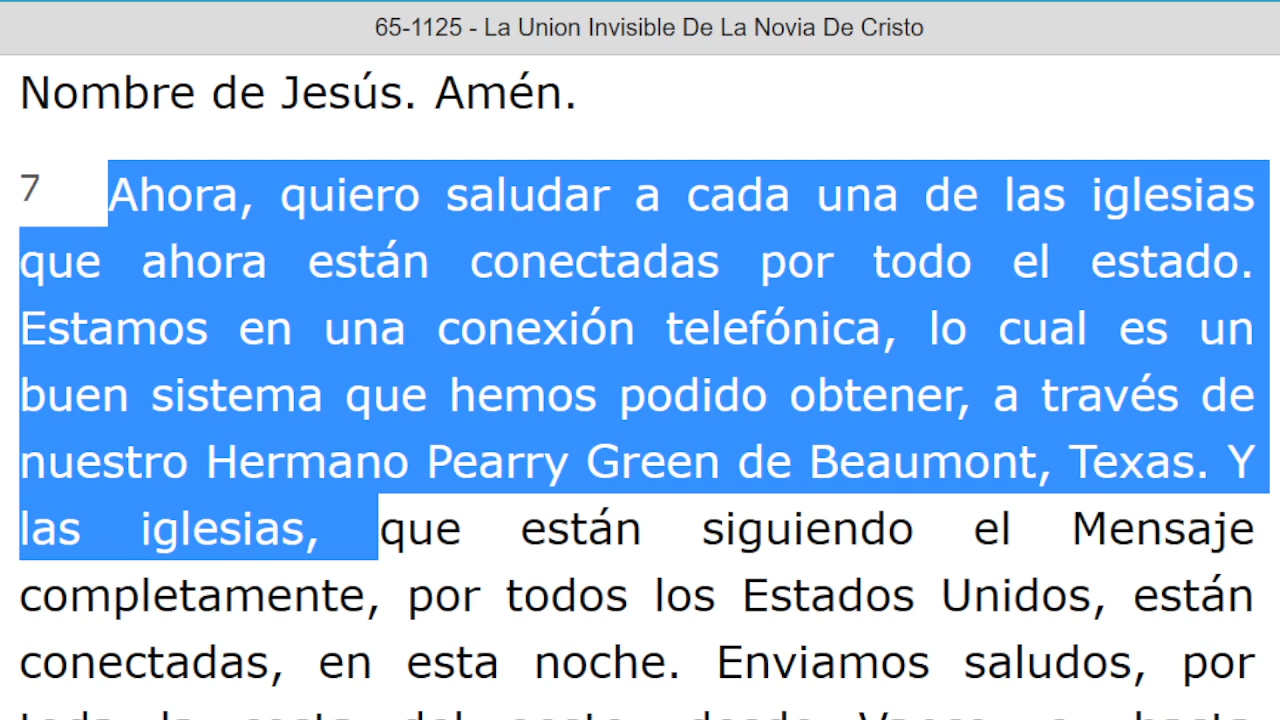 65-1125 - La Union Invisible De La Novia De Cristo
Nombre de Jesús. Amén.
7 Ahora, quiero saludar a cada una de las iglesias
que ahora están conectadas por todo el estado.
Estamos en una conexión telefónica, lo cual es un
buen sistema que hemos podido obtener, a través de
nuestro Hermano Pearry Green de Beaumont, Texas. Y
las iglesias, que están siguiendo el Mensaje
completamente, por todos los Estados Unidos, están
conectadas, en esta noche. Enviamos saludos, por